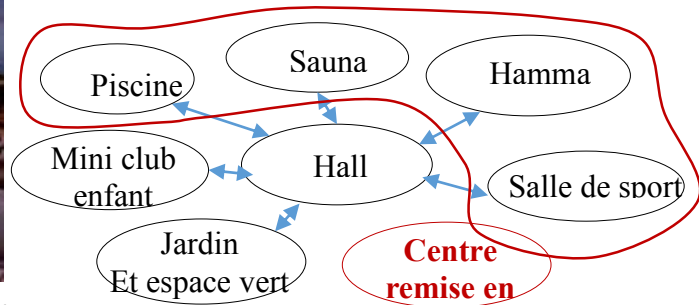 Piscine
Sauna
Hamma
Mini club
enfant
Hall
Salle de sport
Jardin
Et espace vert
Centre
remise en